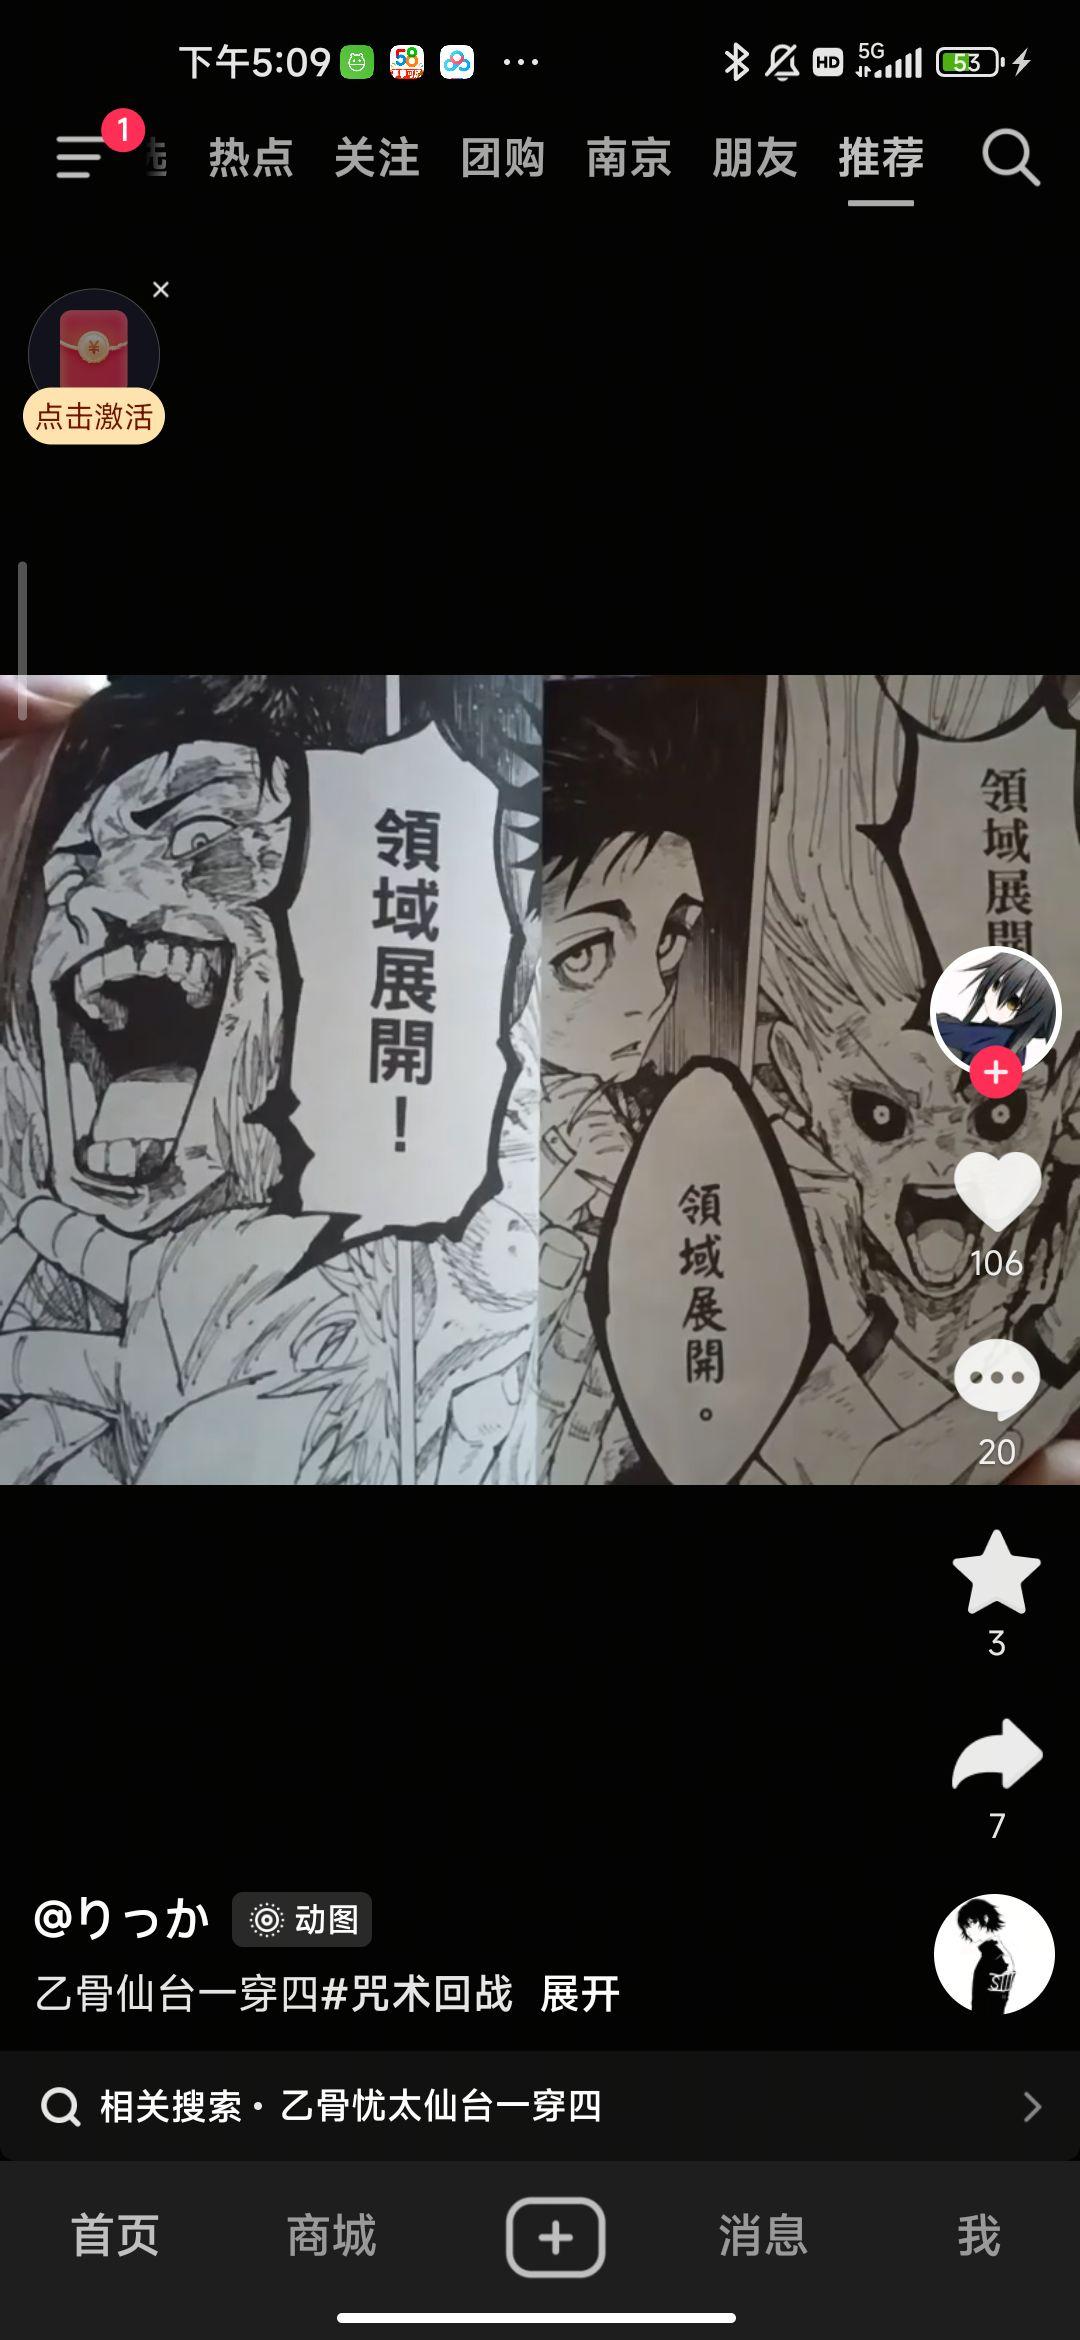 下午5:09
58
HD
5G
53
1
选 热点 关注 团购 南京 朋友 推荐
¥
点击激活
領域展開！
領域展開。
領域展開
106
20
3
7
@りっか 动图
乙骨仙台一穿四#咒术回战 展开
相关搜索·乙骨忧太仙台一穿四
首页 商城 消息 我